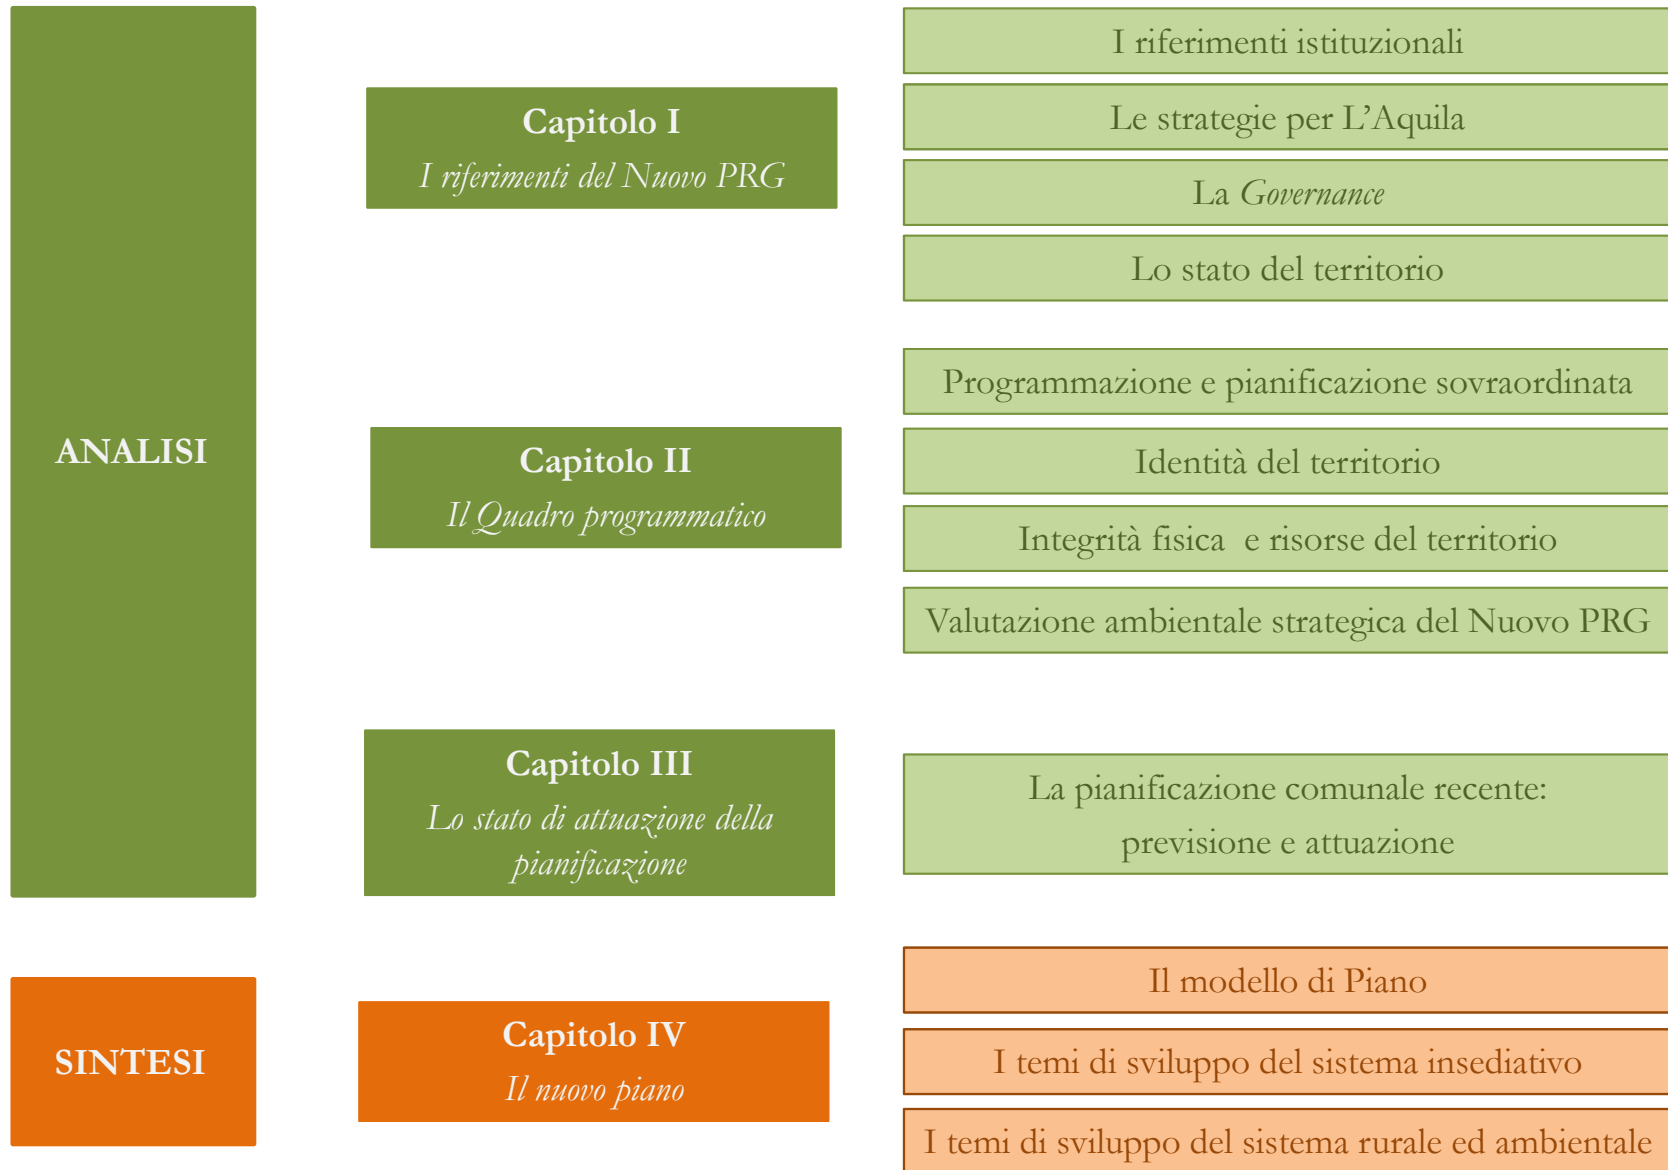 ANALISI
Capitolo I
I riferimenti del Nuovo PRG
I riferimenti istituzionali
Le strategie per L’Aquila
La Governance
Lo stato del territorio
Capitolo II
Il Quadro programmatico
Programmazione e pianificazione sovraordinata
Identità del territorio
Integrità fisica  e risorse del territorio
Valutazione ambientale strategica del Nuovo PRG
Capitolo III
Lo stato di attuazione della
pianificazione
La pianificazione comunale recente:
previsione e attuazione
SINTESI
Capitolo IV
Il nuovo piano
Il modello di Piano
I temi di sviluppo del sistema insediativo
I temi di sviluppo del sistema rurale ed ambientale